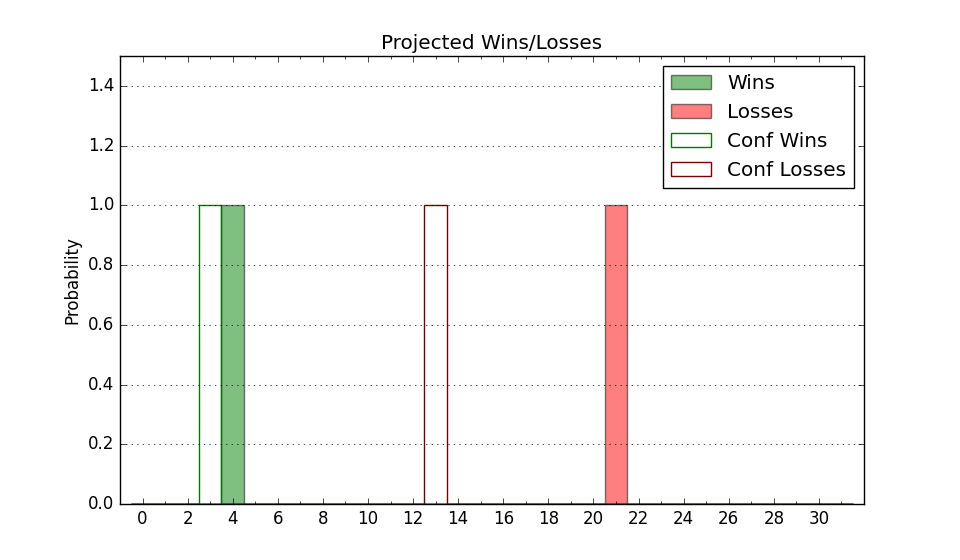 Projected Wins/Losses
Wins
Losses
Conf Wins
Conf Losses
Probability
1.4
1.2
1.0
0.8
0.6
0.4
0.2
0.0
0 2 4 6 8 10 12 14 16 18 20 22 24 26 28 30